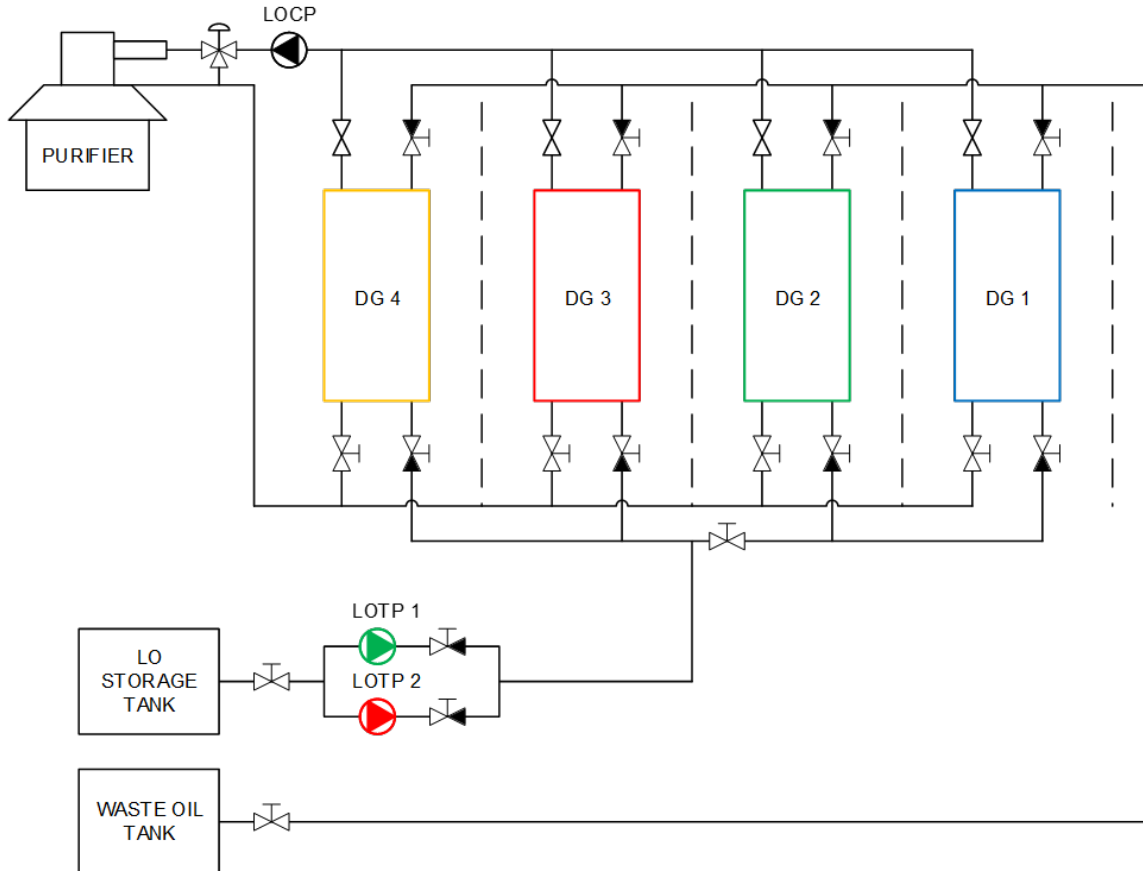 LOCP
PURIFIER
DG 4
DG 3
DG 2
DG 1
LOTP 1
LO
STORAGE
TANK
LOTP 2
WASTE OIL
TANK